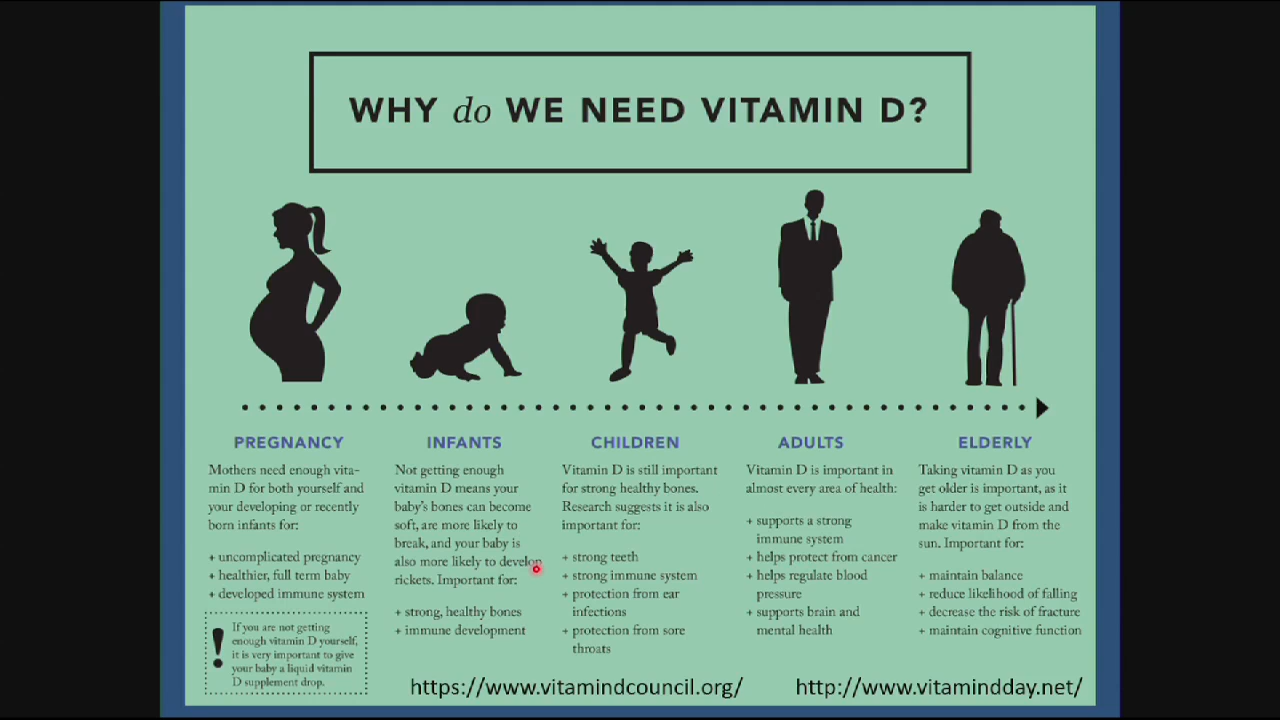 WHY do WE NEED VITAMIN D?
PREGNANCY
Mothers need enough vita-
min D for both yourself and
your developing or recently
born infants for:
+ uncomplicated pregnancy
+ healthier, full term baby
+ developed immune system
!
If you are not getting
enough vitamin D yourself,
it is very important to give
your baby a liquid vitamin
D supplement drop.
INFANTS
Not getting enough
vitamin D means your
baby's bones can become
soft, are more likely to
break, and your baby is
also more likely to develop
rickets. Important for:
+ strong, healthy bones
+ immune development
CHILDREN
Vitamin D is still important
for strong healthy bones.
Research suggests it is also
important for:
+ strong teeth
+ strong immune system
+ protection from ear
infections
+ protection from sore
throats
ADULTS
Vitamin D is important in
almost every area of health:
+ supports a strong
immune system
+ helps protect from cancer
+ helps regulate blood
pressure
+ supports brain and
mental health
ELDERLY
Taking vitamin D as you
get older is important, as it
is harder to get outside and
make vitamin D from the
sun. Important for:
+ maintain balance
+ reduce likelihood of falling
+ decrease the risk of fracture
+ maintain cognitive function
https://www.vitamindcouncil.org/
http://www.vitamindday.net/